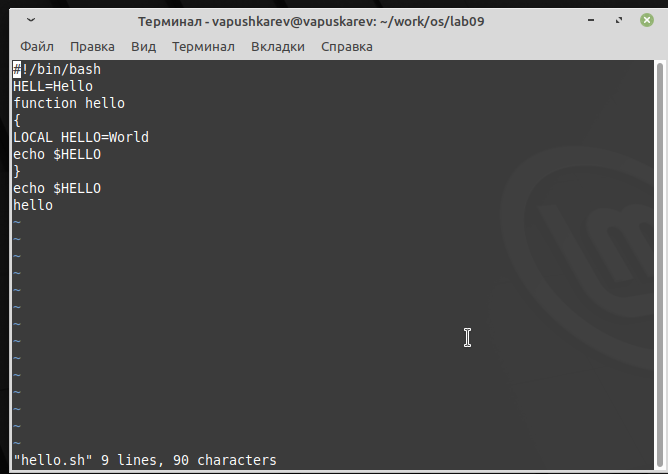 Терминал - vapushkarev@vapuskarev: ~/work/os/lab09
Файл Правка Вид Терминал Вкладки Справка
#!/bin/bash
HELL=Hello
function hello
{
LOCAL HELLO=World
echo $HELLO
}
echo $HELLO
hello
~
~
~
~
~
~
~
~
~
~
~
~
~
~
"hello.sh" 9 lines, 90 characters